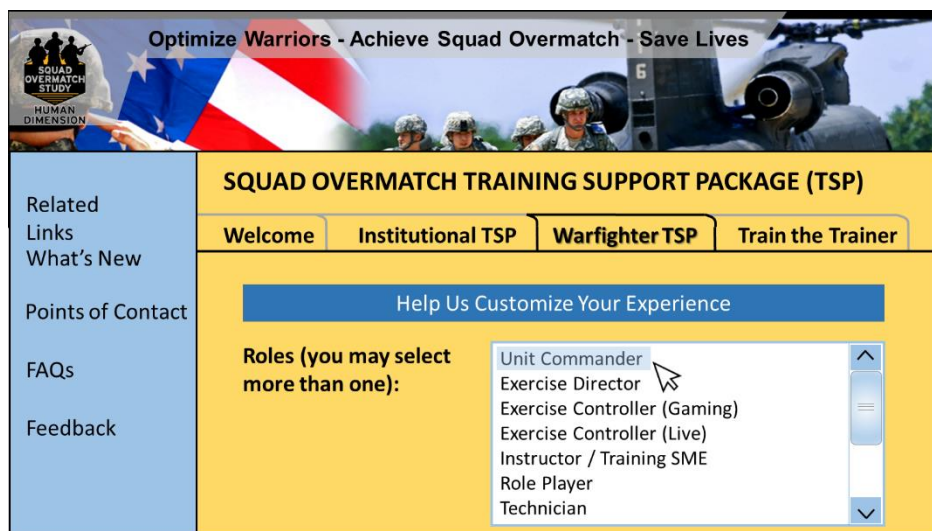 Optimize Warriors - Achieve Squad Overmatch - Save Lives
SQUAD
OVERMATCH
STUDY
HUMAN
DIMENSION
6
SQUAD OVERMATCH TRAINING SUPPORT PACKAGE (TSP)
Welcome
Institutional TSP
Warfighter TSP
Train the Trainer
Related
Links
What's New
Points of Contact
FAQs
Feedback
Help Us Customize Your Experience
Roles (you may select
more than one):
Unit Commander
Exercise Director
Exercise Controller (Gaming)
Exercise Controller (Live)
Instructor / Training SME
Role Player
Technician